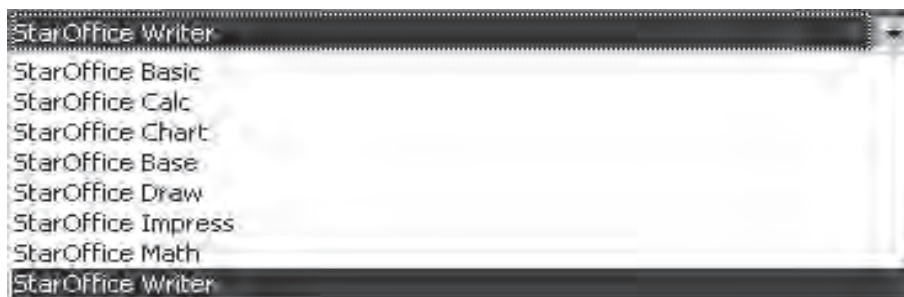 StarOffice Writer
StarOffice Basic
StarOffice Calc
StarOffice Chart
StarOffice Base
StarOffice Draw
StarOffice Impress
StarOffice Math
StarOffice Writer